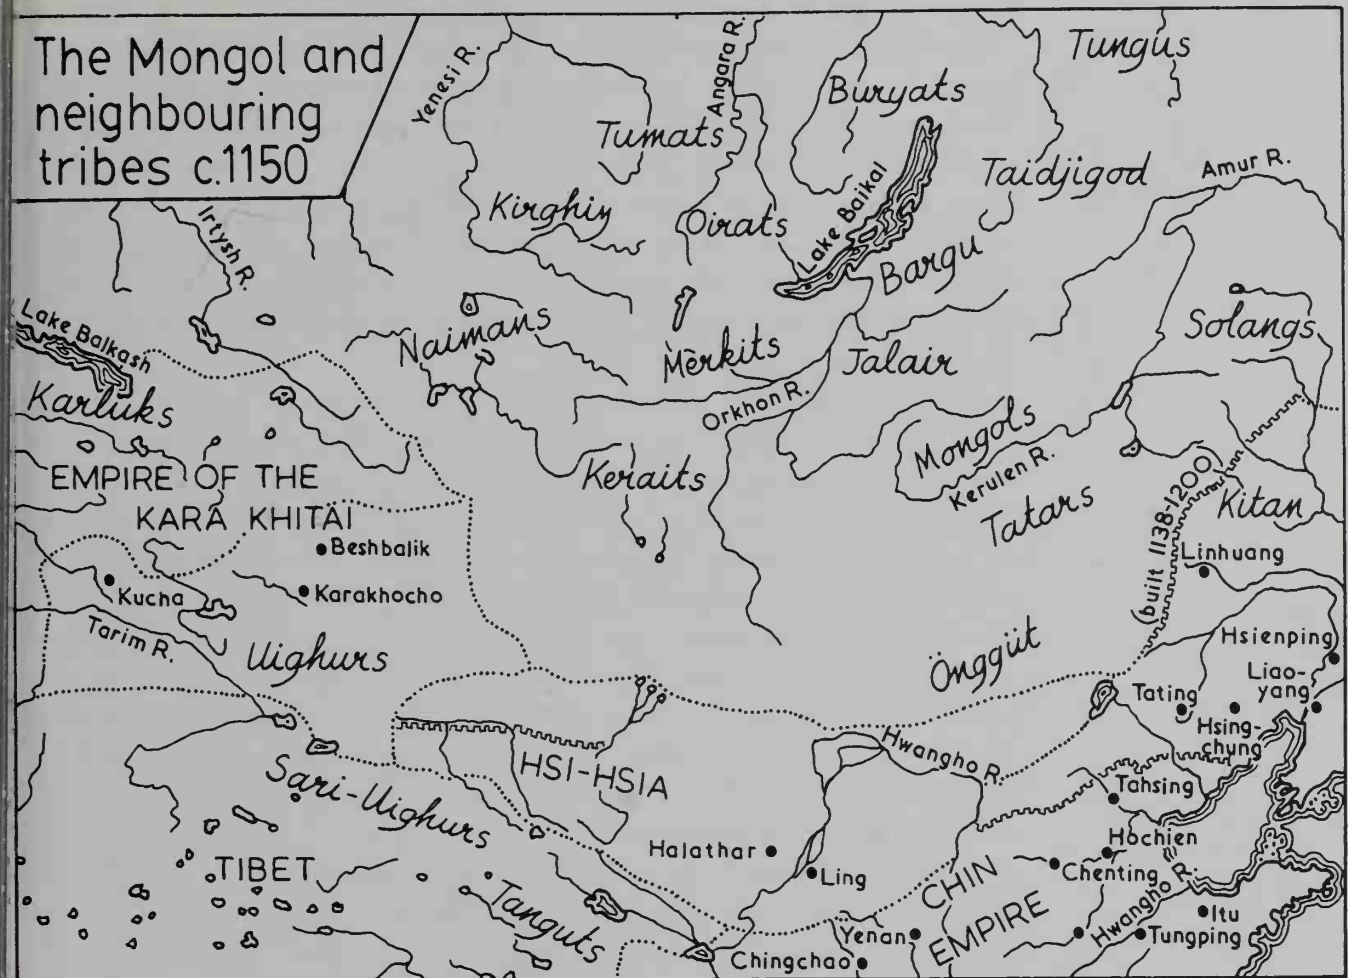 The Mongol and
neighbouring
tribes c.1150
Yenesi R.
Angara R.
Tungus
Buryats
Tumats
Taidjigod
Amur R.
Kirghiy
Oirats
Lake Baikal
Bargu
Irtysh R.
Lake Balkash
Naimans
Merkits
Jalair
Solangs
Karluks
Orkhon R.
Mongols
Kerulen R.
Keraits
Tatars
EMPIRE OF THE
KARA KHITÄI
Kitan
(built 1138-1200)
Beshbalik
Linhuang
Kucha
Karakhocho
Tarim R.
Uighurs
Önggüt
Hsienping
Liao-
yang
Tating
Hsing-
chung
Hwangho R.
HSI-HSIA
Sari-Uighurs
Tahsing
Hochien
Halathar
Ling
Chenting
TIBET
CHIN
EMPIRE
Hwangho R.
Itu
Tanguts
Yenan
Tungping
Chingchao